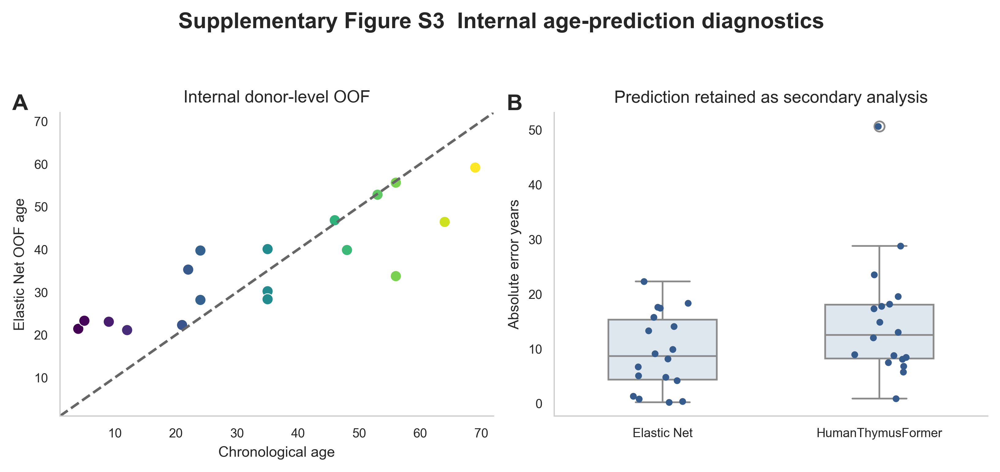 Supplementary Figure S3  Internal age-prediction diagnostics
A
Internal donor-level OOF
70
60
50
40
30
20
10
Elastic Net OOF age
10 20 30 40 50 60 70
Chronological age
B
Prediction retained as secondary analysis
50
40
30
20
10
0
Absolute error years
Elastic Net HumanThymusFormer